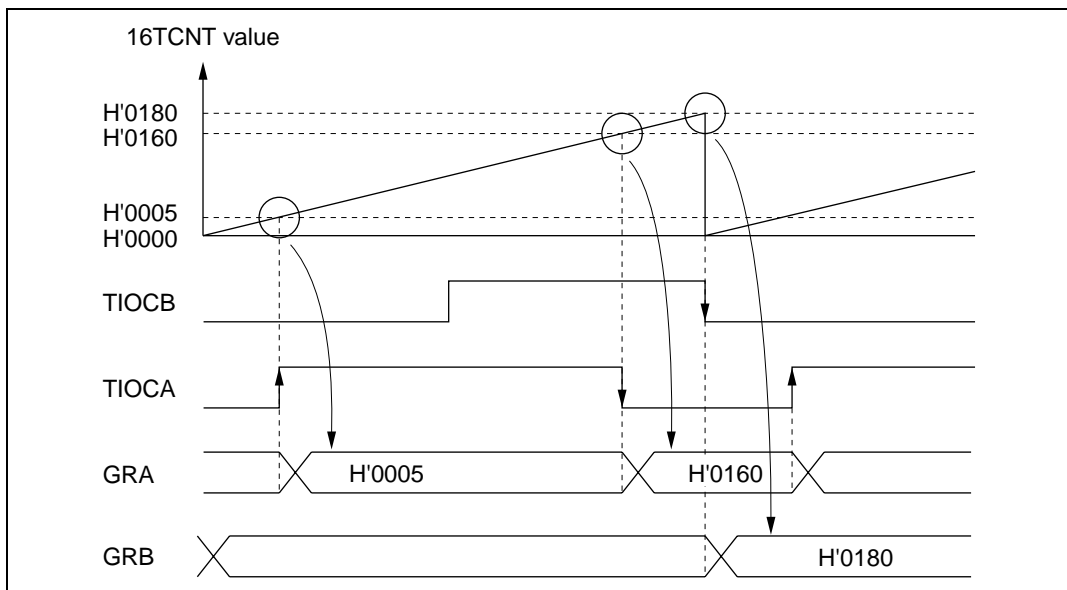 16TCNT value
H'0180
H'0160
H'0005
H'0000
TIOCB
TIOCA
GRA
H'0005
H'0160
GRB
H'0180